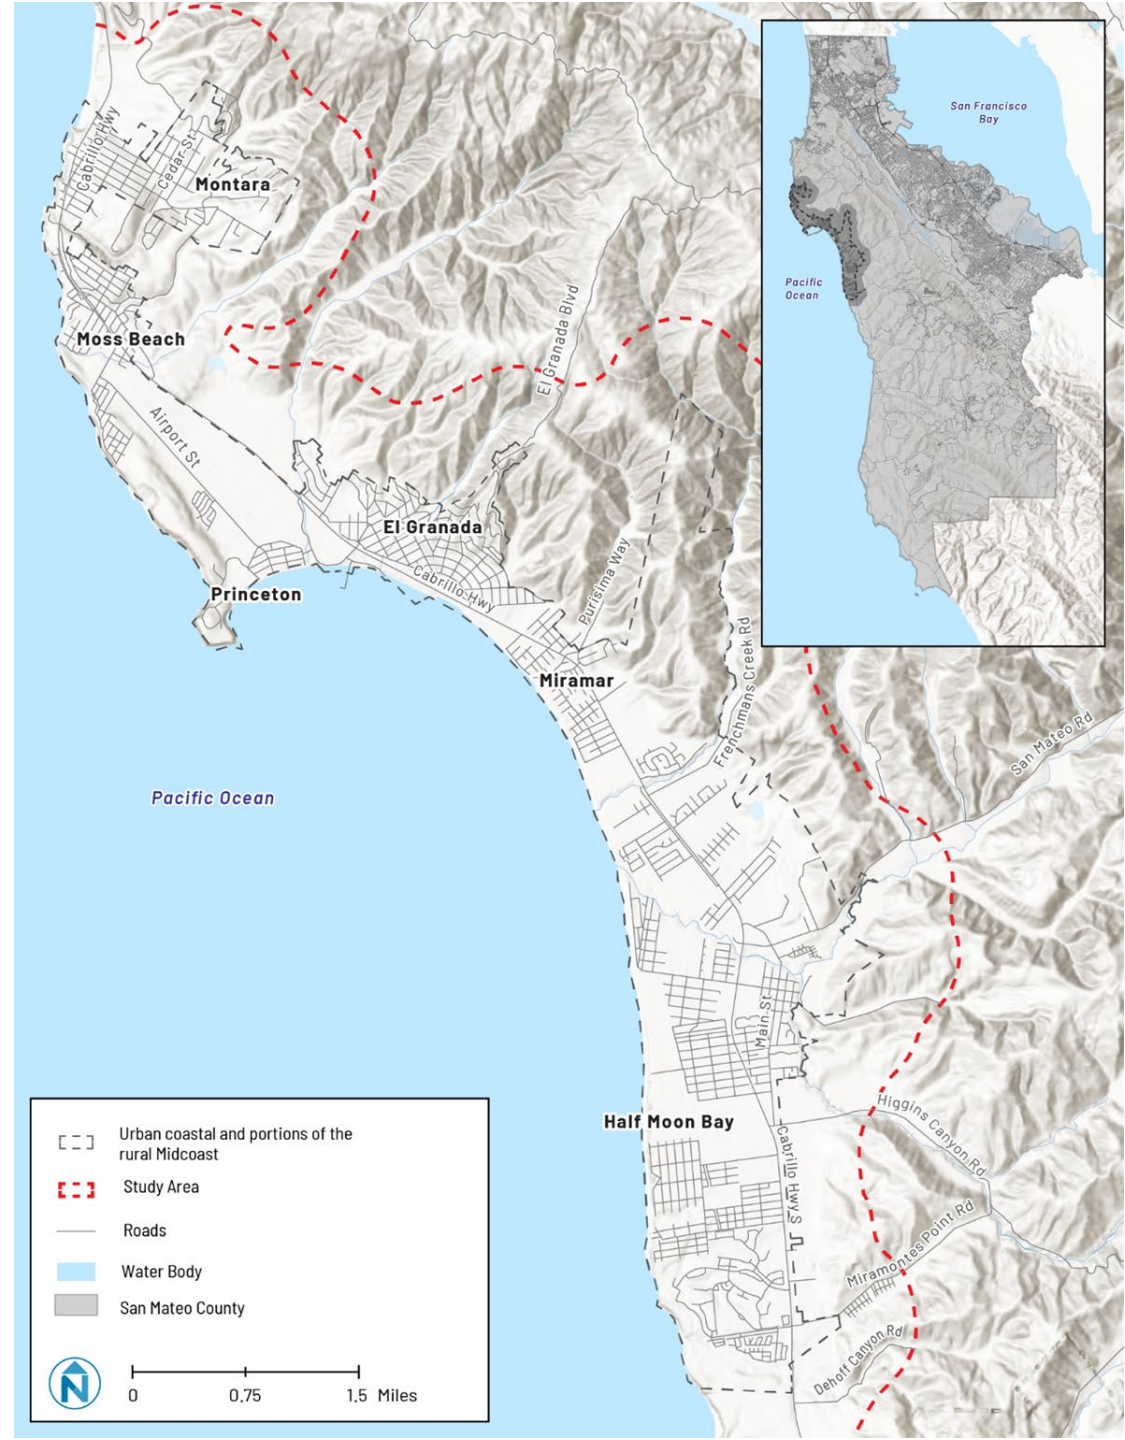 San Francisco
Bay
Pacific
Ocean
Cabrillo Hwy
Cedar St
Montara
Moss Beach
El Granada Blvd
Airport St
El Granada
Cabrillo Hwy
Princeton
Purisima Way
Miramar
Frenchmans Creek Rd
San Mateo Rd
Pacific Ocean
Main St
Half Moon Bay
Higgins Canyon Rd
Cabrillo Hwy S
Miramontes Point Rd
Dehoff Canyon Rd
Urban coastal and portions of the
rural Midcoast
Study Area
Roads
Water Body
San Mateo County
N
0 0.75 1.5 Miles